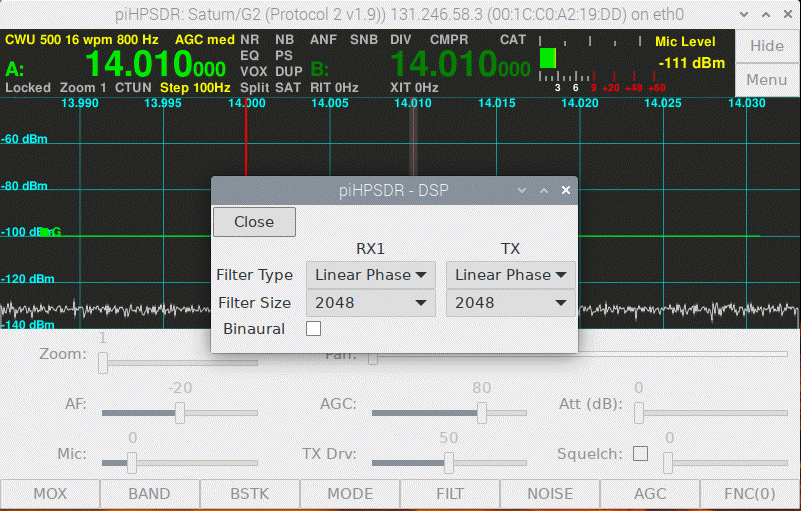 piHPSDR: Saturn/G2 (Protocol 2 v1.9)) 131.246.58.3 (00:1C:C0:A2:19:DD) on eth0
CWU 500 16 wpm 800 Hz AGC med NR NB ANF SNB DIV CMPR CAT Mic Level Hide
EQ PS
A: 14.010000 VOX DUP B: 14.010000 -111 dBm
Locked Zoom 1 CTUN Step 100Hz Split SAT RIT 0Hz XIT 0Hz 3 6 9 +20 +40 +60 Menu
13.990 13.995 14.000 14.005 14.010 14.015 14.020 14.025 14.030
-60 dBm
-80 dBm
piHPSDR - DSP
Close
-100 dBm
RX1 TX
Filter Type Linear Phase Linear Phase
-120 dBm
Filter Size 2048 2048
-140 dBm
Binaural
1
Zoom: Pan:
-20 80 0
AF: AGC: Att (dB):
0 50 0
Mic: TX Drv: Squelch:
MOX BAND BSTK MODE FILT NOISE AGC FNC(0)